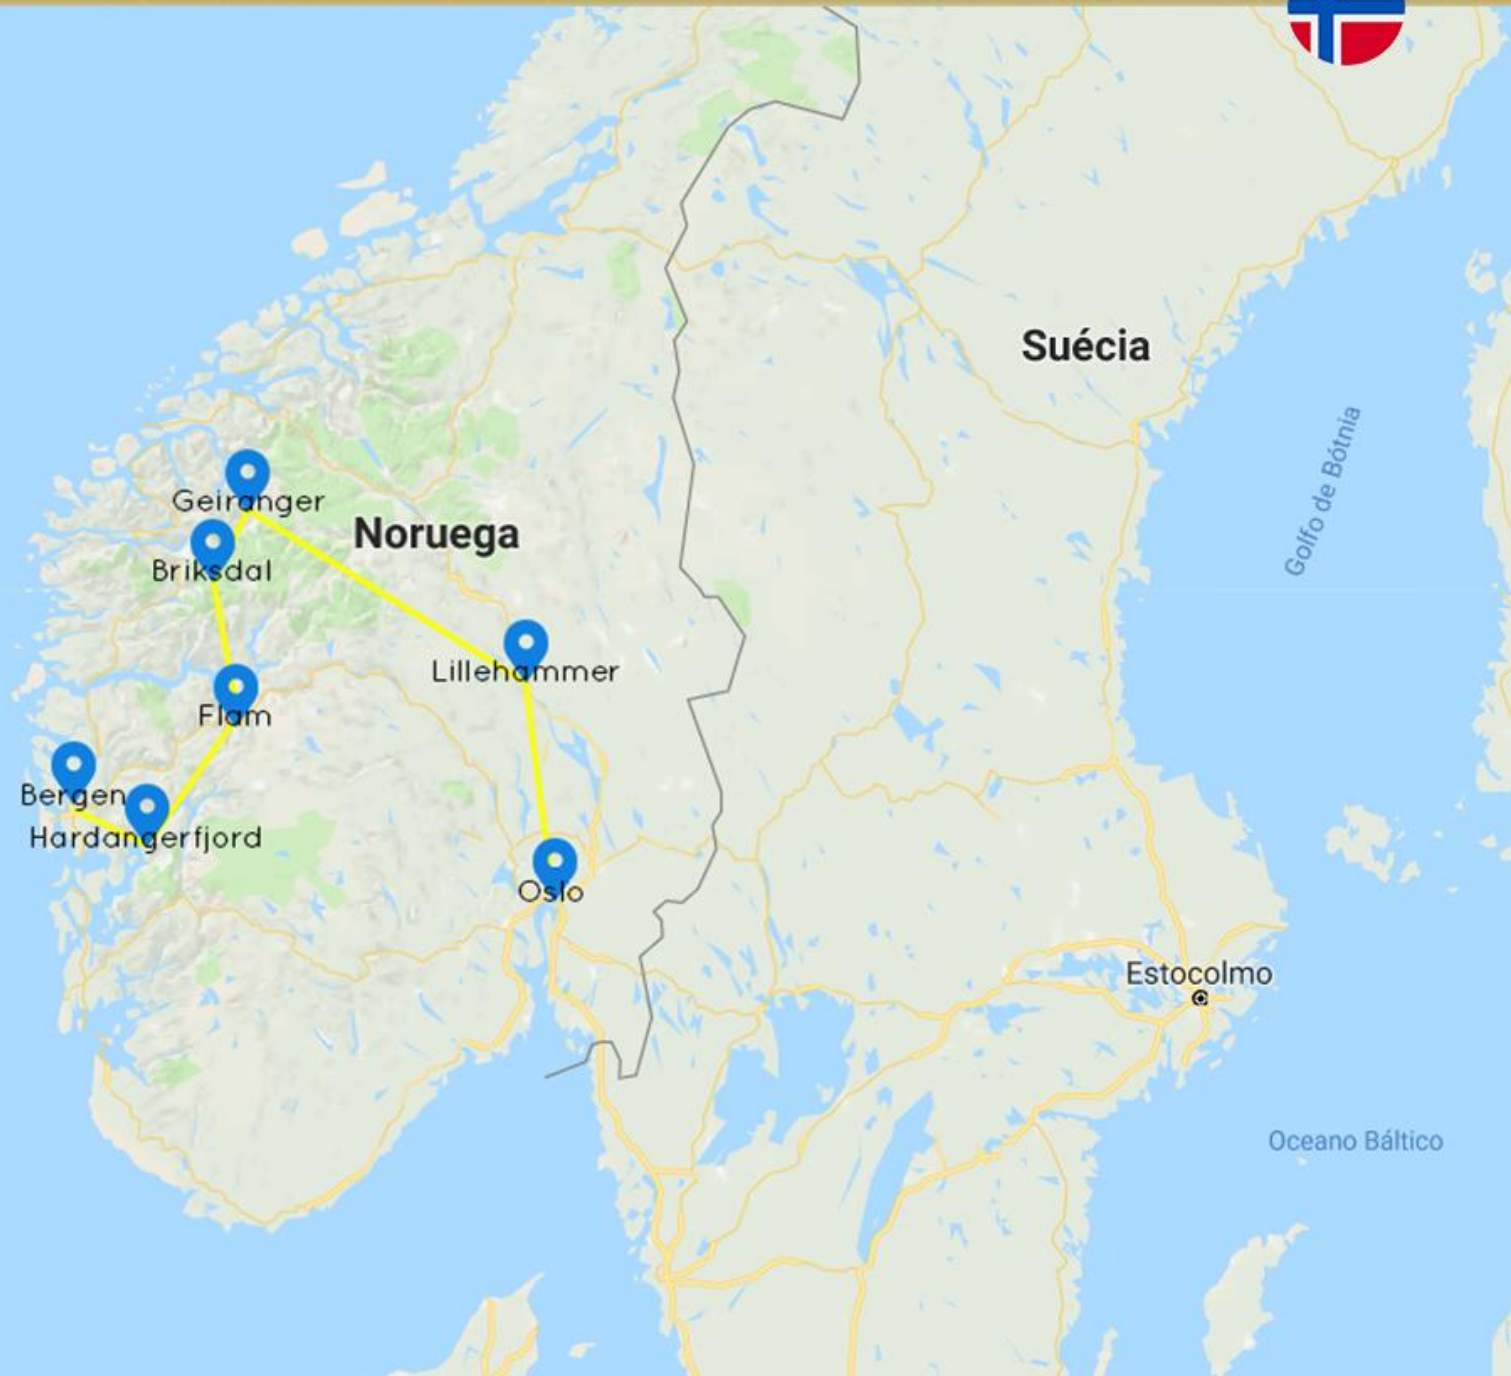 Suécia
Golfo de Bótnia
Geiranger
Noruega
Briksdal
Lillehammer
Flam
Bergen
Hardangerfjord
Oslo
Estocolmo
Oceano Báltico